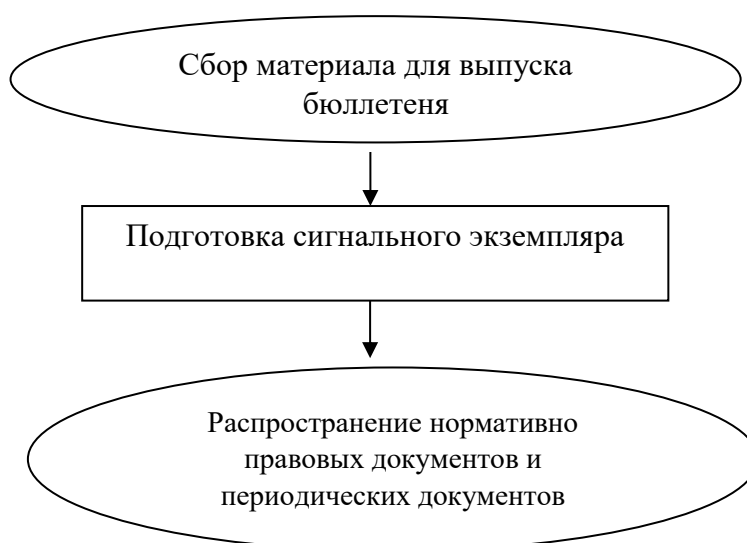 Сбор материала для выпуска
бюллетеня
Подготовка сигнального экземпляра
Распространение нормативно
правовых документов и
периодических документов